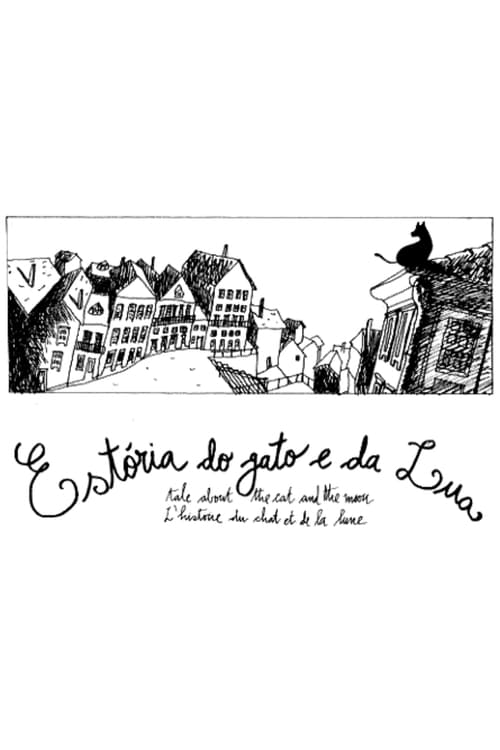 Estória do gato e da Lua
tale about the cat and the moon
L'histoire du chat et de la lune